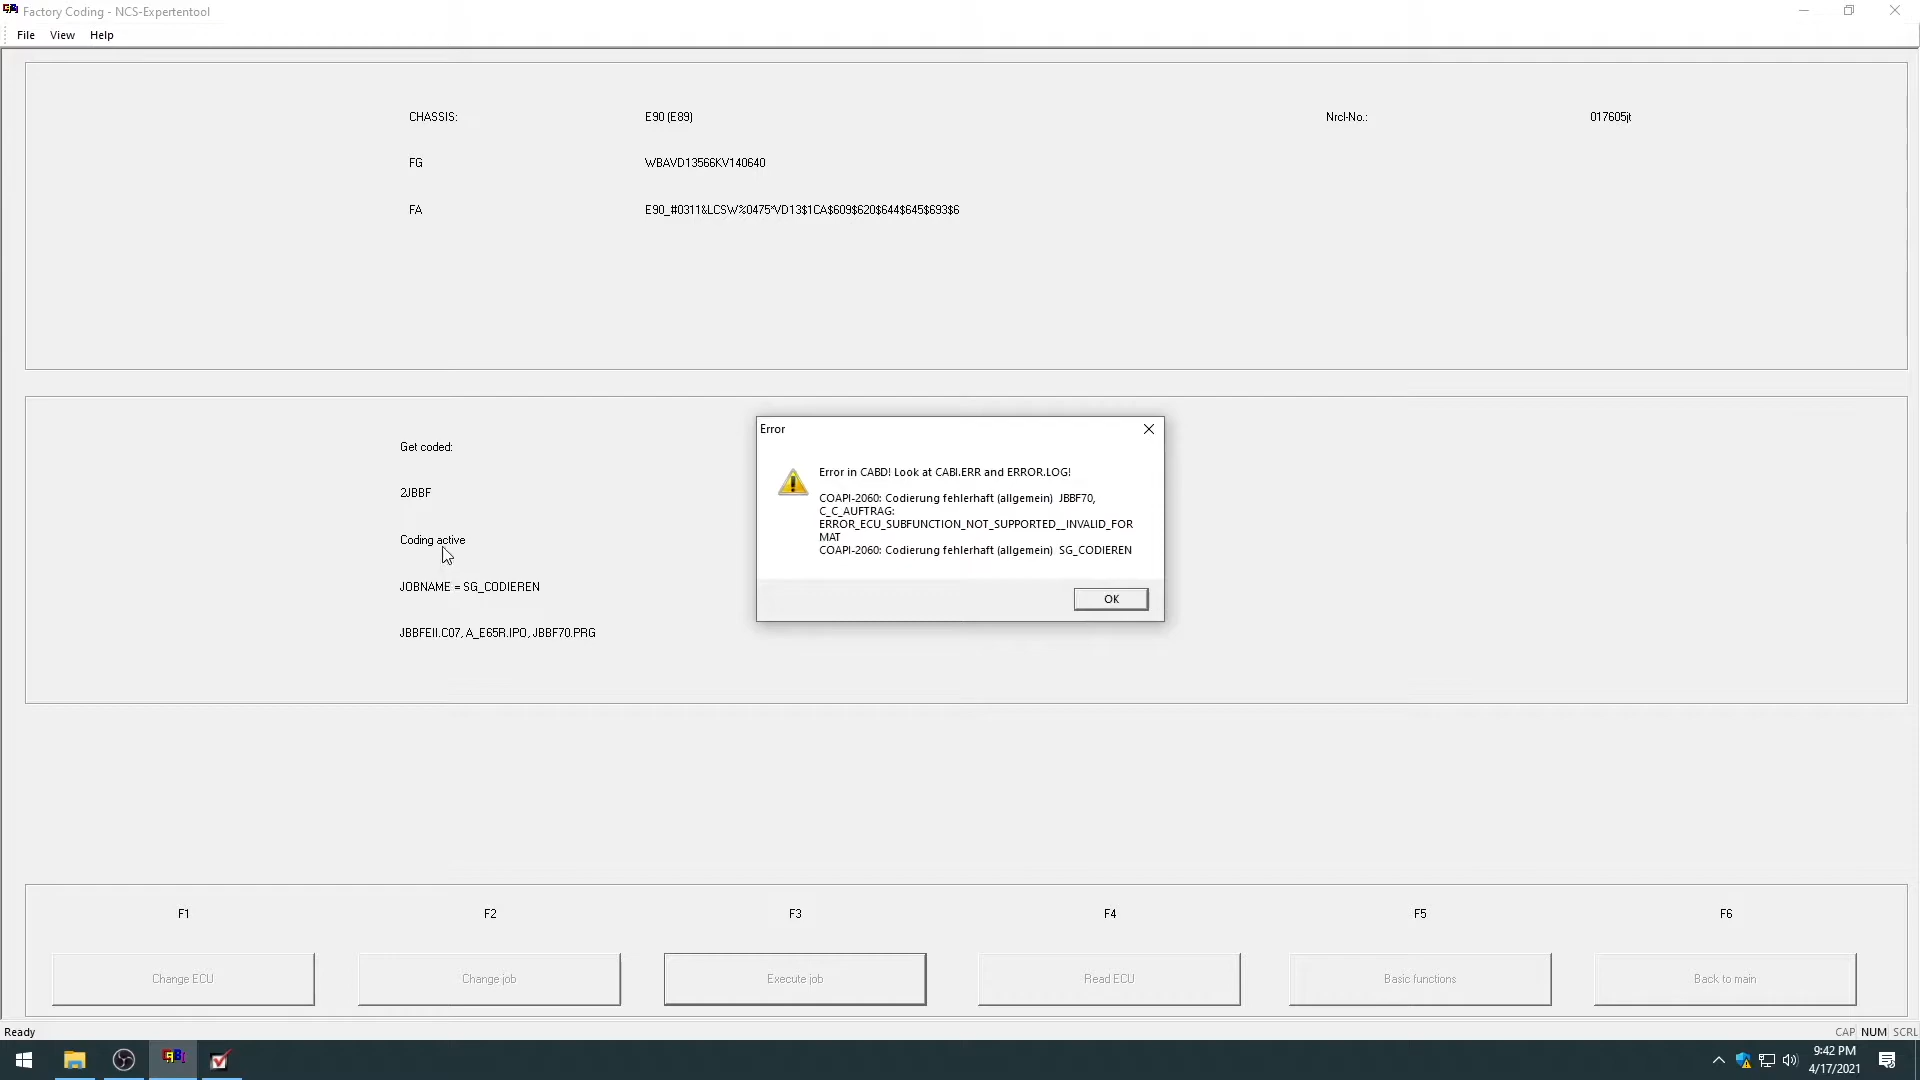 Factory Coding - NCS-Expertentool
File View Help
CHASSIS: E90 (E89) Nrcl-No.: 017605jt
FG WBAVD13566KV140640
FA E90_#0311&LCSW%0475*VD13$1CA$609$620$644$645$693$6
Get coded:
2JBBF
Coding active
JOBNAME = SG_CODIEREN
JBBFEII.C07, A_E65R.IPO, JBBF70.PRG
Error
Error in CABD! Look at CABI.ERR and ERROR.LOG!
COAPI-2060: Codierung fehlerhaft (allgemein) JBBF70,
C_C_AUFTRAG:
ERROR_ECU_SUBFUNCTION_NOT_SUPPORTED__INVALID_FOR
MAT
COAPI-2060: Codierung fehlerhaft (allgemein) SG_CODIEREN
OK
F1 F2 F3 F4 F5 F6
Change ECU Change job Execute job Read ECU Basic functions Back to main
Ready CAP NUM SCRL
9:42 PM
4/17/2021